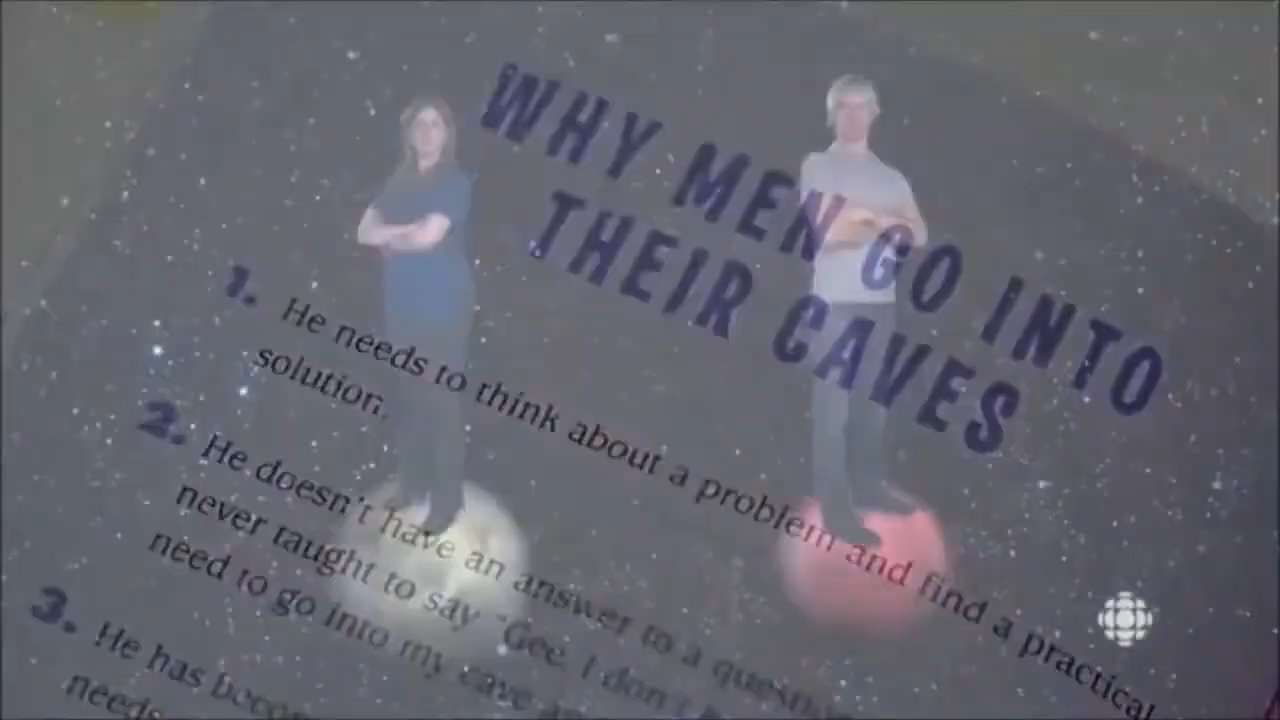 WHY MEN GO INTO
THEIR CAVES
1. He needs to think about a problem and find a practical
solution.
2. He doesn't have an answer to a question
never taught to say "Gee, I don't
need to go into my cave and
3. He has become
needs